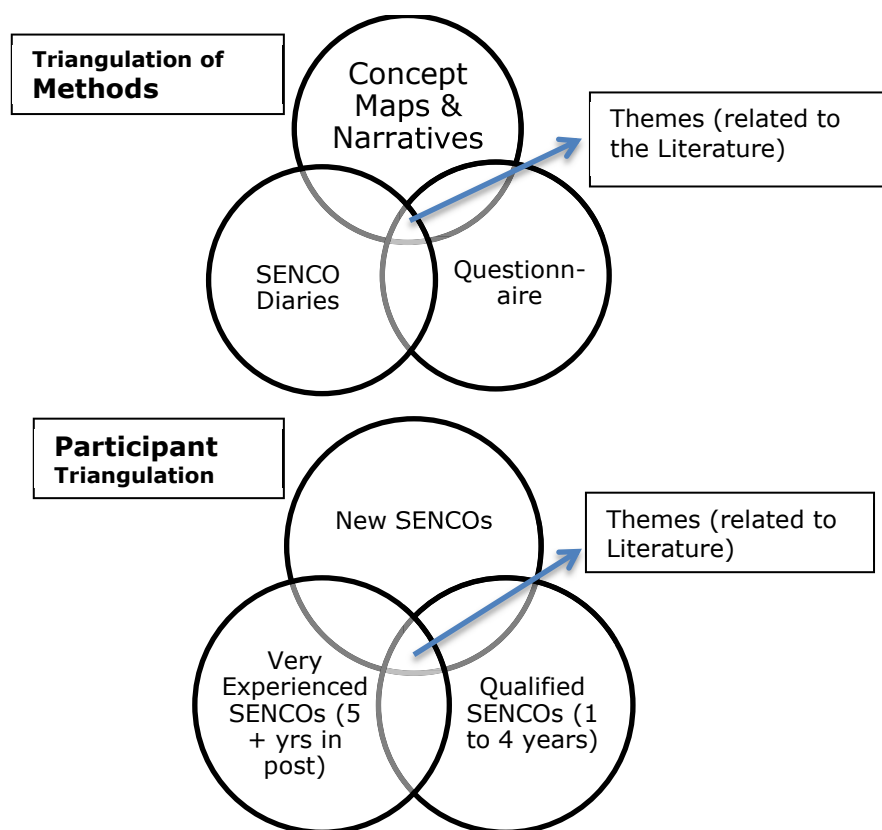 Triangulation of
Methods
Concept
Maps &
Narratives
Themes (related to
the Literature)
SENCO
Diaries
Questionn-
aire
Participant
Triangulation
New SENCOs
Themes (related to
Literature)
Very
Experienced
SENCOs (5
+ yrs in
post)
Qualified
SENCOs (1
to 4 years)